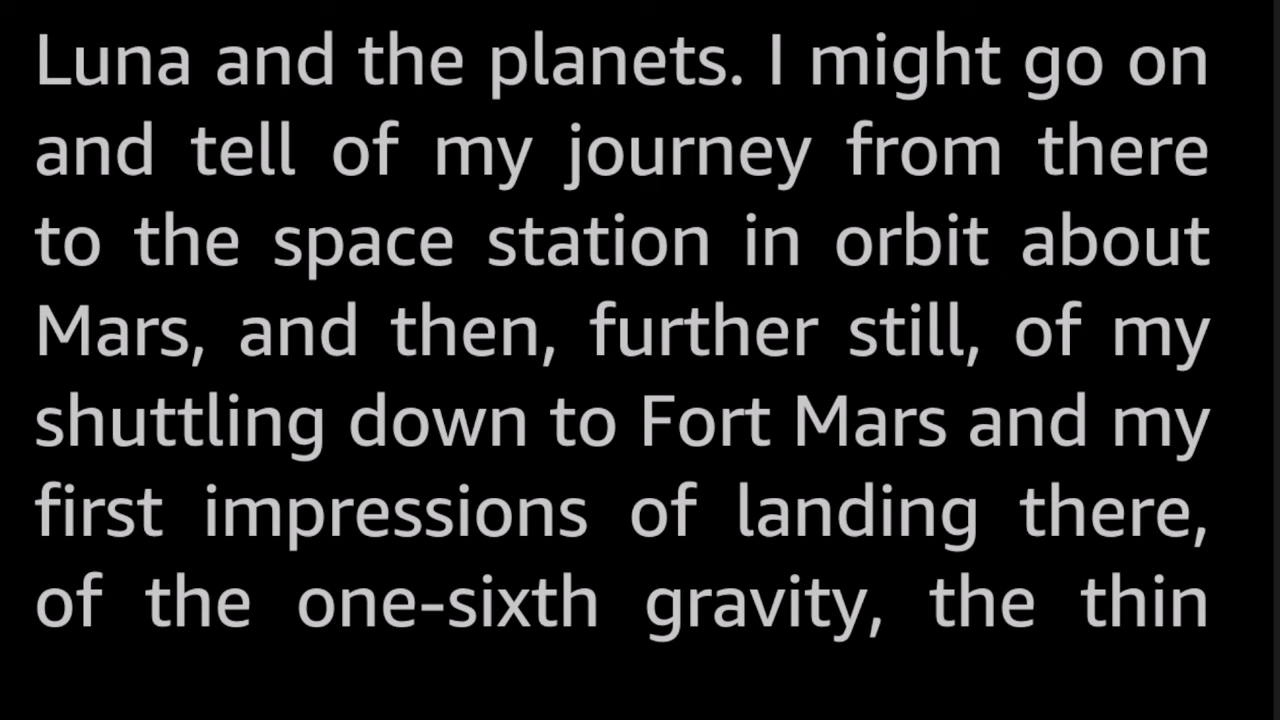 Luna and the planets. I might go on
and tell of my journey from there
to the space station in orbit about
Mars, and then, further still, of my
shuttling down to Fort Mars and my
first impressions of landing there,
of the one-sixth gravity, the thin